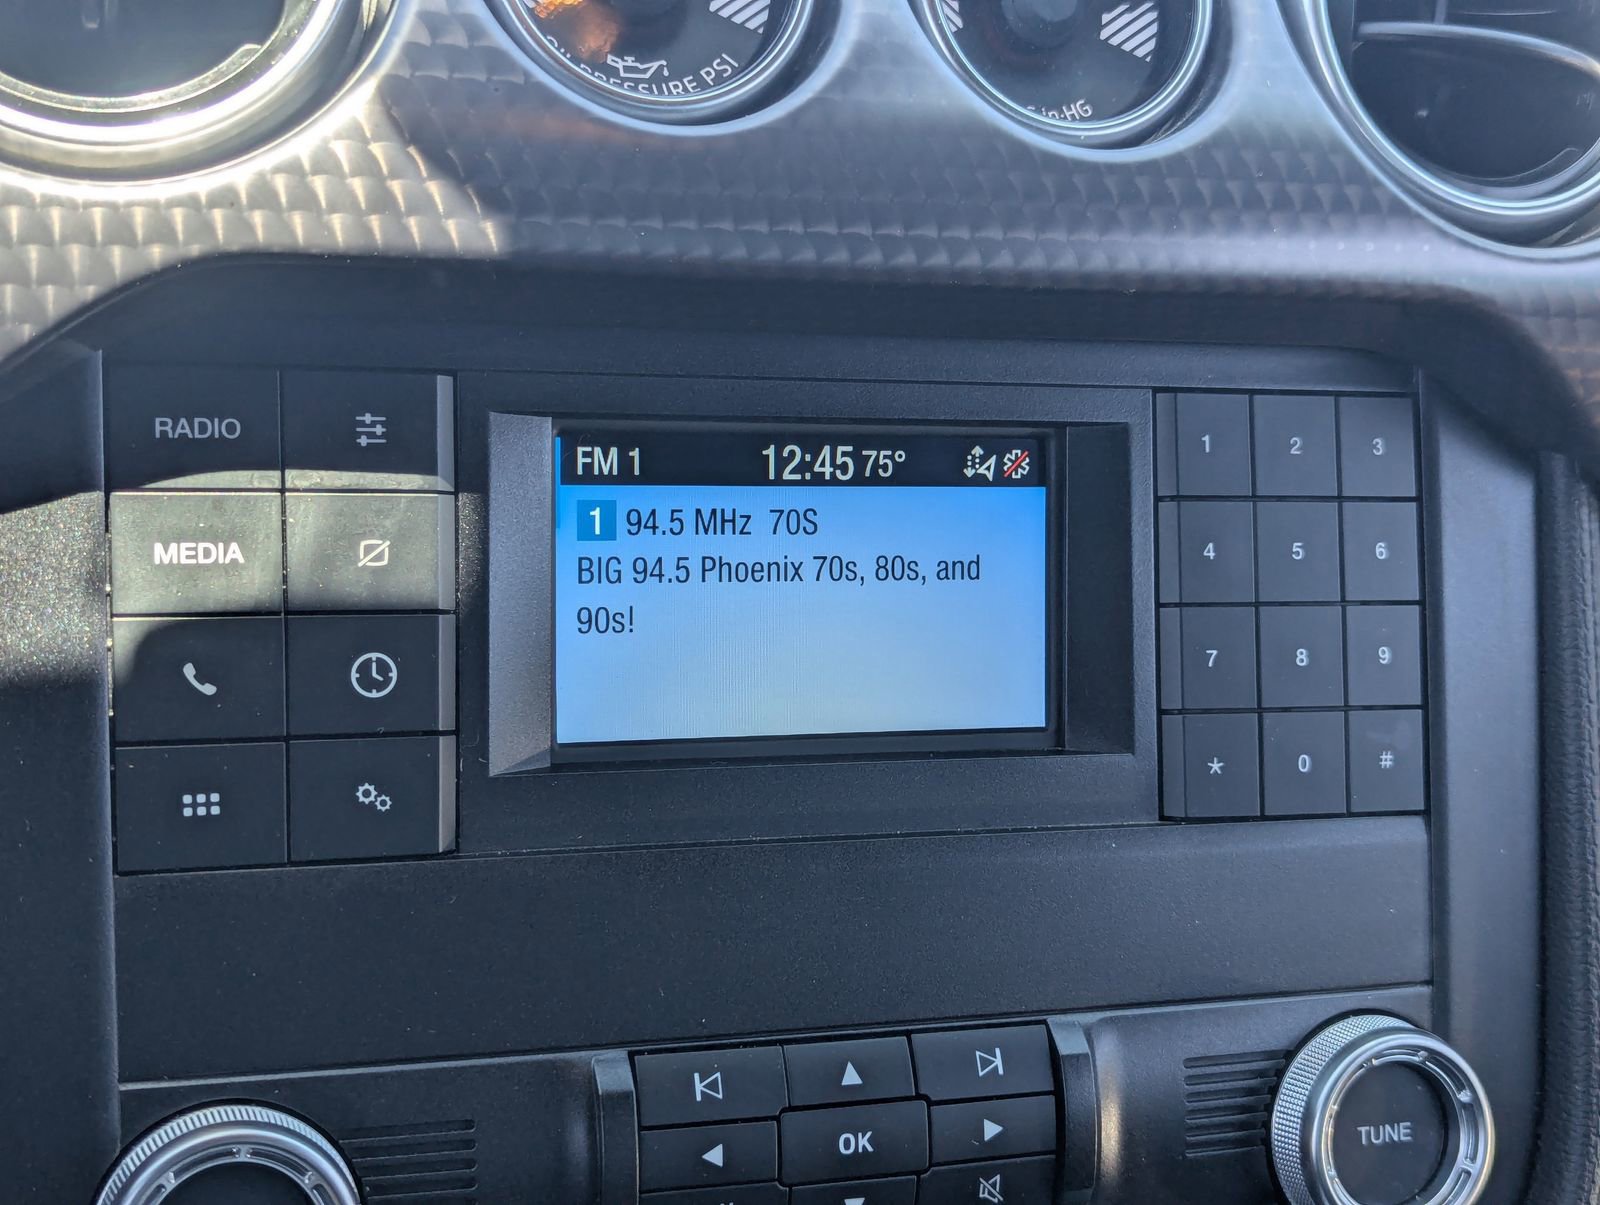 OIL PRESSURE PSI
in-HG
RADIO
MEDIA
FM 1 12:45 75°
1 94.5 MHz 70S
BIG 94.5 Phoenix 70s, 80s, and
90s!
1 2 3
4 5 6
7 8 9
* 0 #
OK
TUNE